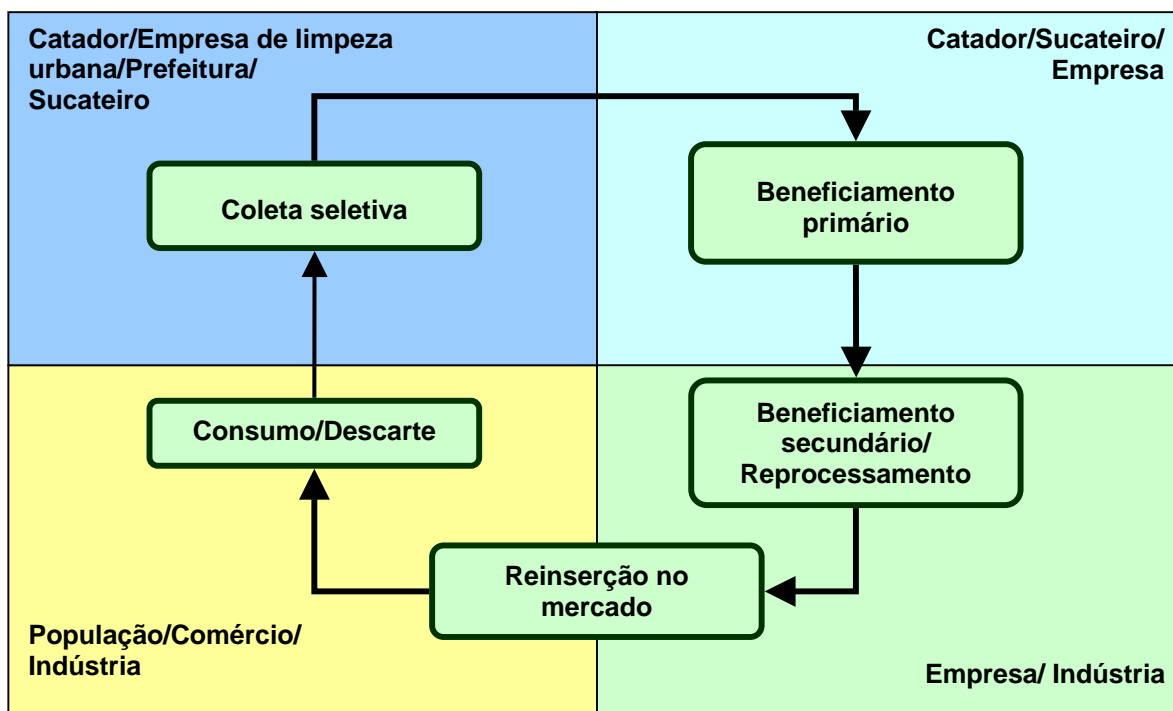 Catador/Empresa de limpeza
urbana/Prefeitura/
Sucateiro
Catador/Sucateiro/
Empresa
Coleta seletiva
Beneficiamento
primário
Consumo/Descarte
Beneficiamento
secundário/
Reprocessamento
Reinserção no
mercado
População/Comércio/
Indústria
Empresa/ Indústria